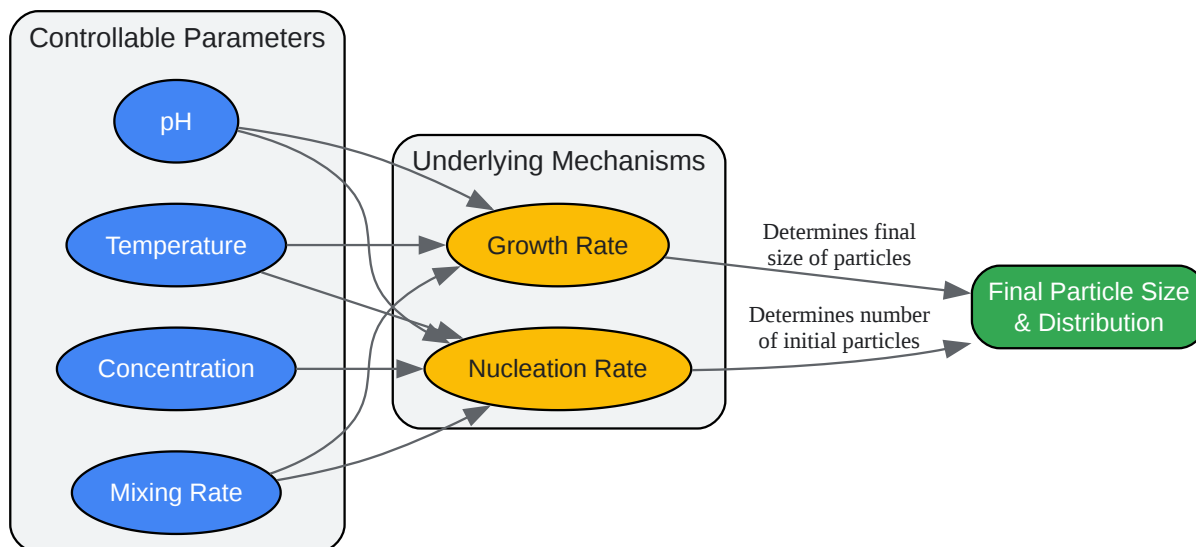 Controllable Parameters
pH
Temperature
Concentration
Mixing Rate
Underlying Mechanisms
Growth Rate
Nucleation Rate
Determines final
size of particles
Determines number
of initial particles
Final Particle Size
& Distribution